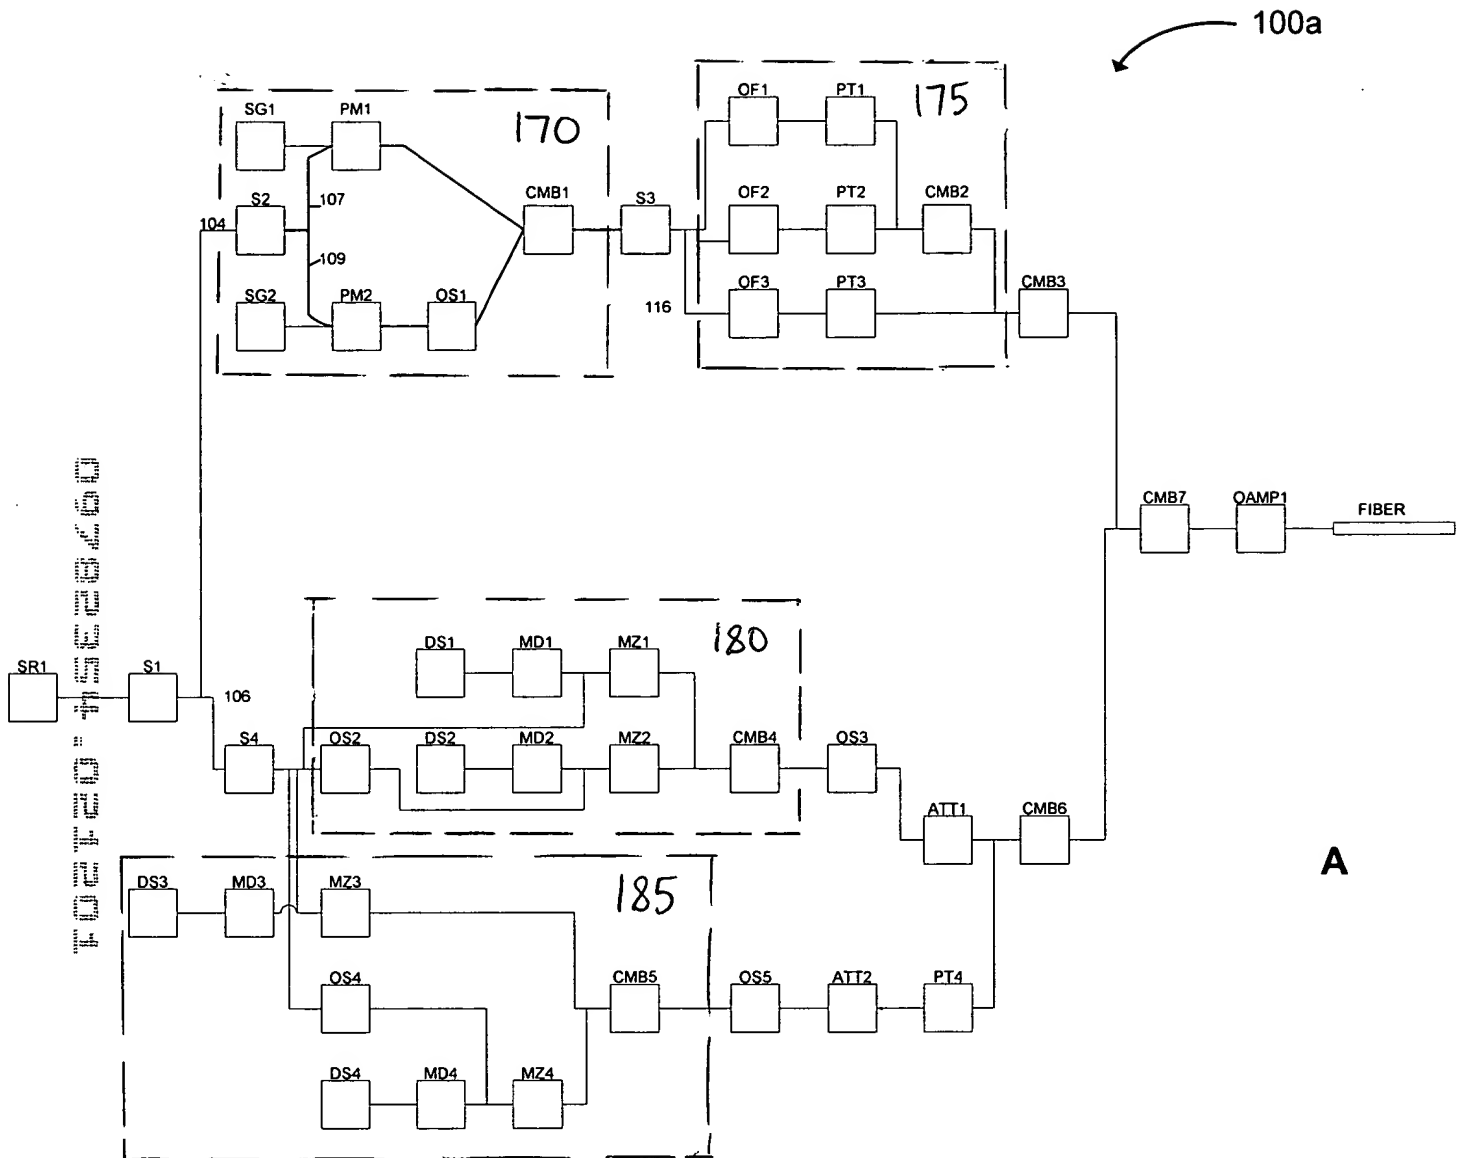 100a
OF1 PT1 175
SG1 PM1 170
S2 107 CMB1 S3 OF2 PT2 CMB2
104
109
SG2 PM2 OS1 116 OF3 PT3 CMB3
CMB7 OAMP1 FIBER
DS1 MD1 MZ1 180
SR1 S1 106
S4 OS2 DS2 MD2 MZ2 CMB4 OS3
ATT1 CMB6
A
DS3 MD3 MZ3 185
OS4 CMB5 OS5 ATT2 PT4
DS4 MD4 MZ4